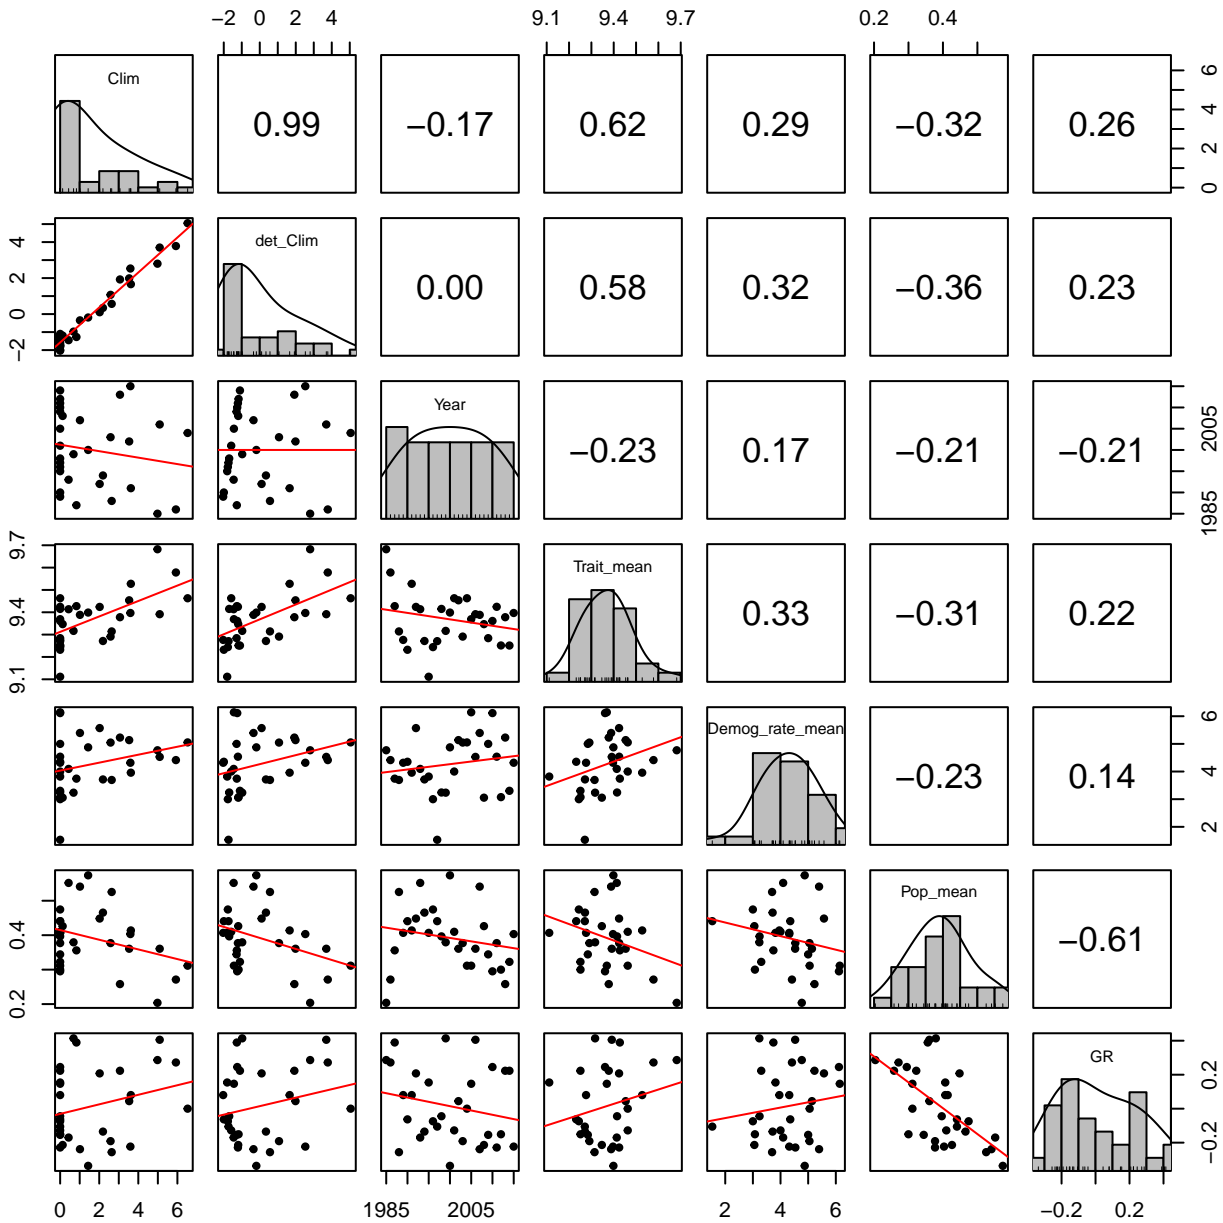 −2 0 2 4 9.1 9.4 9.7 0.2 0.4
Clim 0.99 −0.17 0.62 0.29 −0.32 0.26 0 2 4 6
−2 0 2 4 det_Clim 0.00 0.58 0.32 −0.36 0.23
Year −0.23 0.17 −0.21 −0.21 1985 2005
9.1 9.4 9.7 Trait_mean 0.33 −0.31 0.22
Demog_rate_mean −0.23 0.14 2 4 6
0.2 0.4 Pop_mean −0.61
GR −0.2 0.2
0 2 4 6 1985 2005 2 4 6 −0.2 0.2